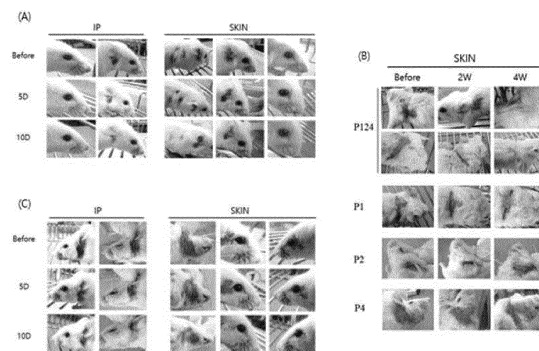 (A)
IP SKIN
Before
5D
10D
(B)
SKIN
Before 2W 4W
P124
P1
P2
P4
(C)
IP SKIN
Before
5D
10D